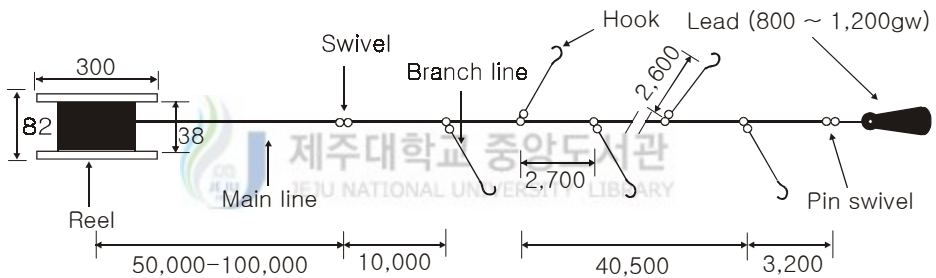 Hook
Lead (800 ~ 1,200gw)
Swivel
300
Branch line
2,600
82
38
제주대학교 중앙도서관
JEJU NATIONAL UNIVERSITY LIBRARY
2,700
JEJU
Main line
Reel
Pin swivel
50,000-100,000
10,000
40,500
3,200